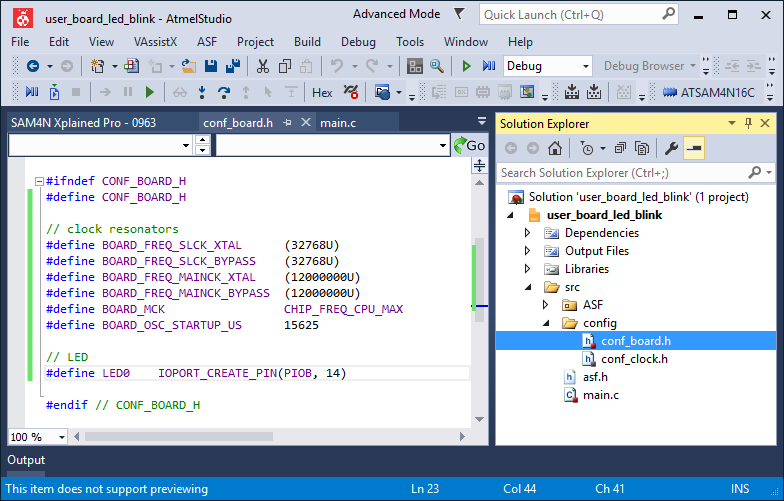 user_board_led_blink - AtmelStudio
Advanced Mode
Quick Launch (Ctrl+Q)
File Edit View VAssistX ASF Project Build Debug Tools Window Help
Debug
Debug Browser
Hex
ATSAM4N16C
SAM4N Xplained Pro - 0963
conf_board.h
main.c
Go
#ifndef CONF_BOARD_H
#define CONF_BOARD_H
// clock resonators
#define BOARD_FREQ_SLCK_XTAL (32768U)
#define BOARD_FREQ_SLCK_BYPASS (32768U)
#define BOARD_FREQ_MAINCK_XTAL (12000000U)
#define BOARD_FREQ_MAINCK_BYPASS (12000000U)
#define BOARD_MCK CHIP_FREQ_CPU_MAX
#define BOARD_OSC_STARTUP_US 15625
// LED
#define LED0 IOPORT_CREATE_PIN(PIOB, 14)
#endif // CONF_BOARD_H
100 %
Solution Explorer
Search Solution Explorer (Ctrl+;)
Solution 'user_board_led_blink' (1 project)
user_board_led_blink
Dependencies
Output Files
Libraries
src
ASF
config
conf_board.h
conf_clock.h
asf.h
main.c
Output
This item does not support previewing
Ln 23
Col 44
Ch 41
INS